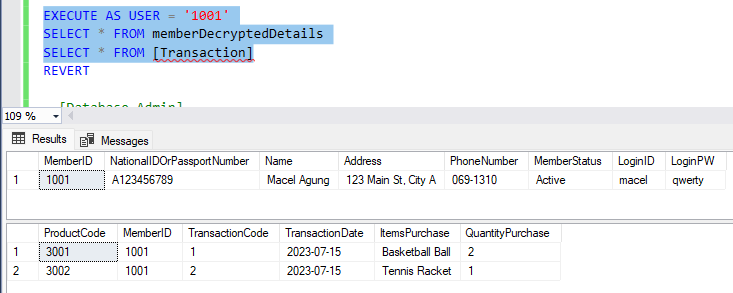 EXECUTE AS USER = '1001'
SELECT * FROM memberDecryptedDetails
SELECT * FROM [Transaction]
REVERT
[Database Admin]
109 %
Results Messages
MemberID NationalIDOrPassportNumber Name Address PhoneNumber MemberStatus LoginID LoginPW
1 1001 A123456789 Macel Agung 123 Main St, City A 069-1310 Active macel qwerty
ProductCode MemberID TransactionCode TransactionDate ItemsPurchase QuantityPurchase
1 3001 1001 1 2023-07-15 Basketball Ball 2
2 3002 1001 2 2023-07-15 Tennis Racket 1